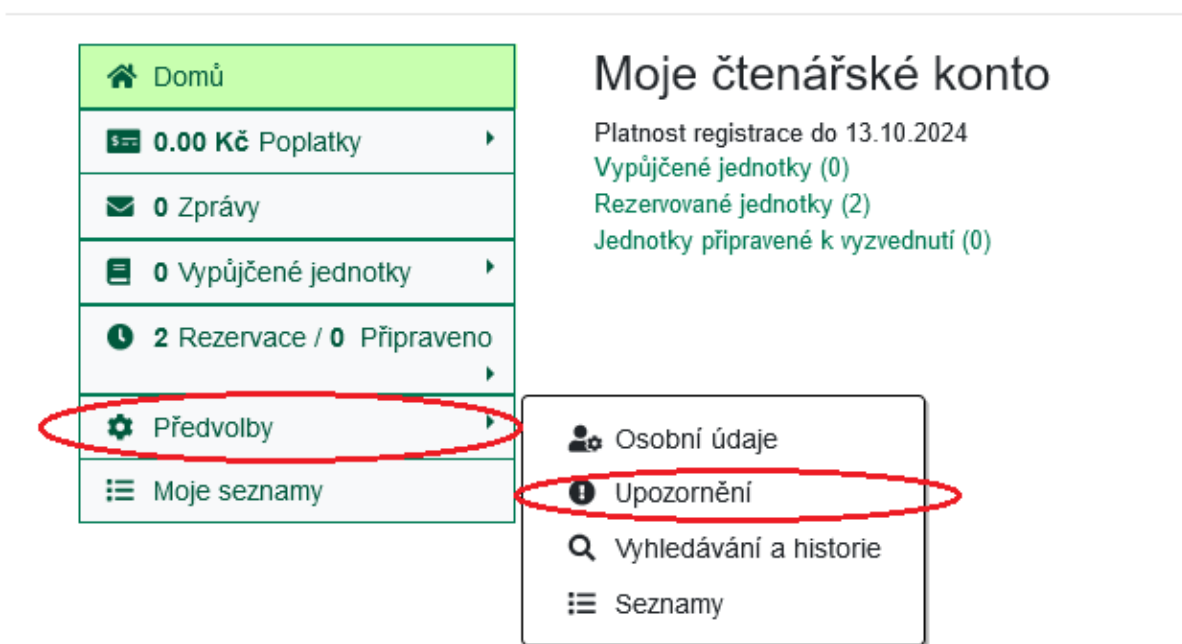 Domů
0.00 Kč Poplatky
0 Zprávy
0 Vypůjčené jednotky
2 Rezervace / 0 Připraveno
Předvolby
Moje seznamy
Osobní údaje
Upozornění
Vyhledávání a historie
Seznamy
Moje čtenářské konto
Platnost registrace do 13.10.2024
Vypůjčené jednotky (0)
Rezervované jednotky (2)
Jednotky připravené k vyzvednutí (0)